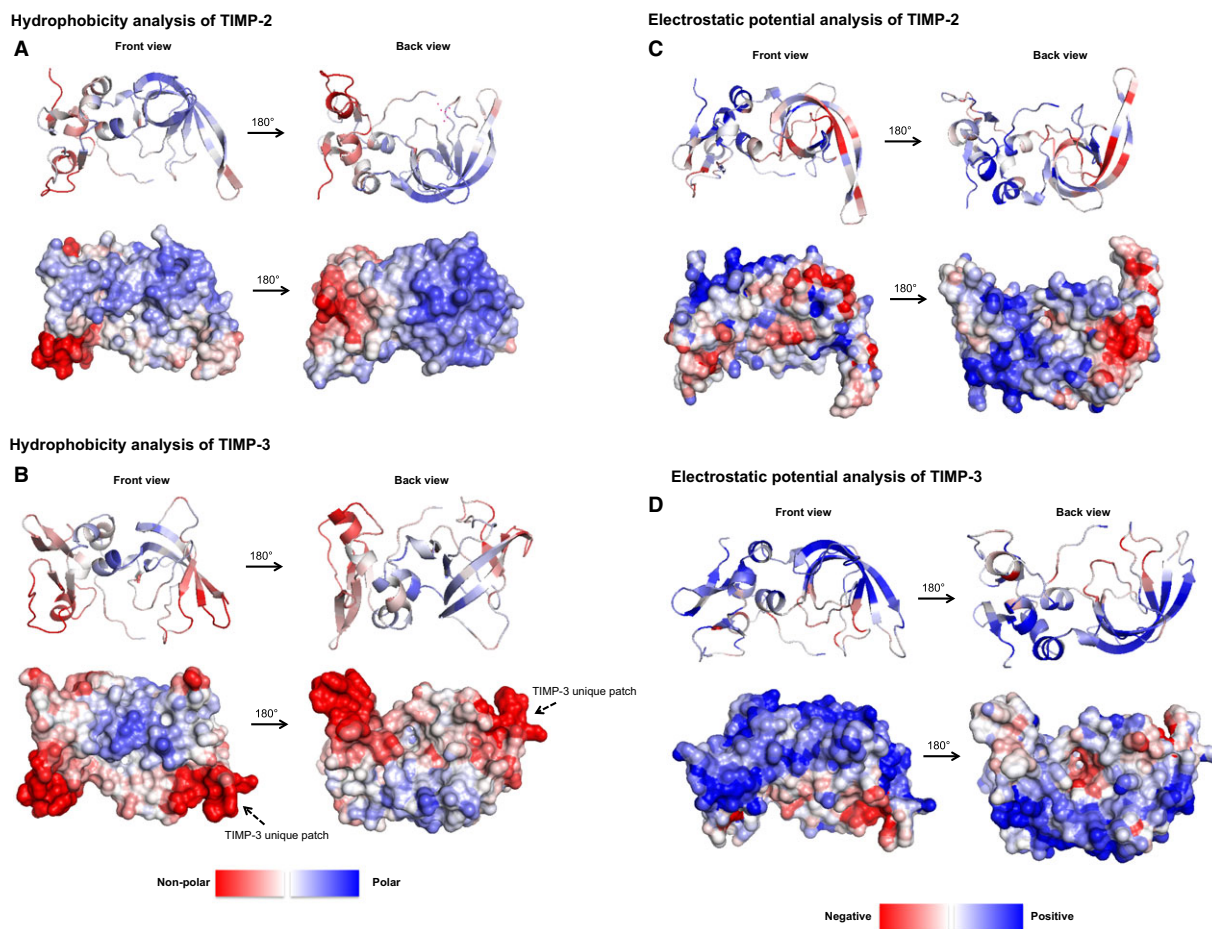 Hydrophobicity analysis of TIMP-2
A
Front view
Back view
180°
180°
Hydrophobicity analysis of TIMP-3
B
Front view
Back view
180°
180°
TIMP-3 unique patch
TIMP-3 unique patch
Non-polar
Polar
Electrostatic potential analysis of TIMP-2
C
Front view
Back view
180°
180°
Electrostatic potential analysis of TIMP-3
D
Front view
Back view
180°
180°
Negative
Positive